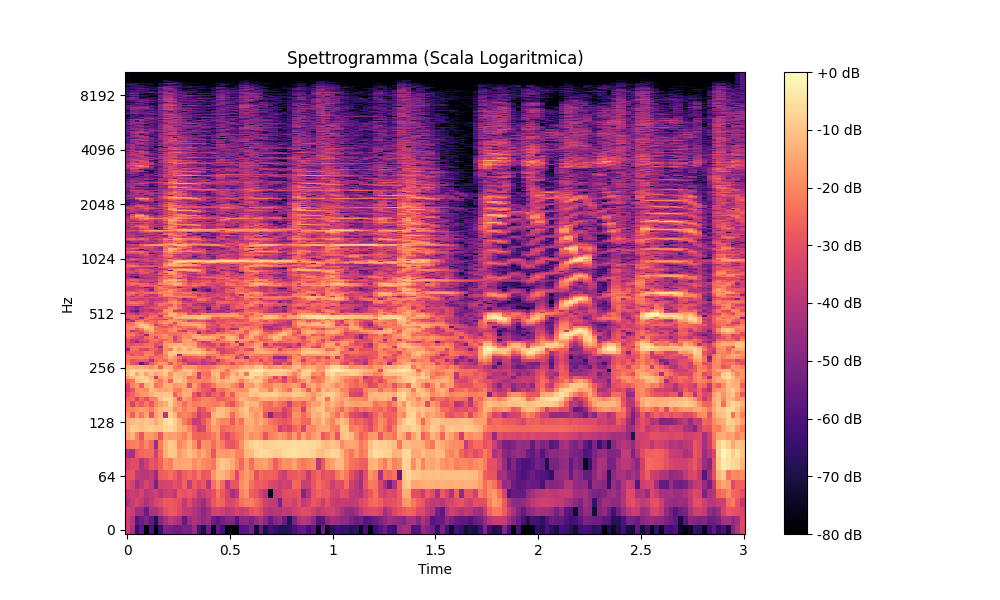 Spettrogramma (Scala Logaritmica)
Hz
8192
4096
2048
1024
512
256
128
64
0
0 0.5 1 1.5 2 2.5 3
Time
+0 dB
-10 dB
-20 dB
-30 dB
-40 dB
-50 dB
-60 dB
-70 dB
-80 dB